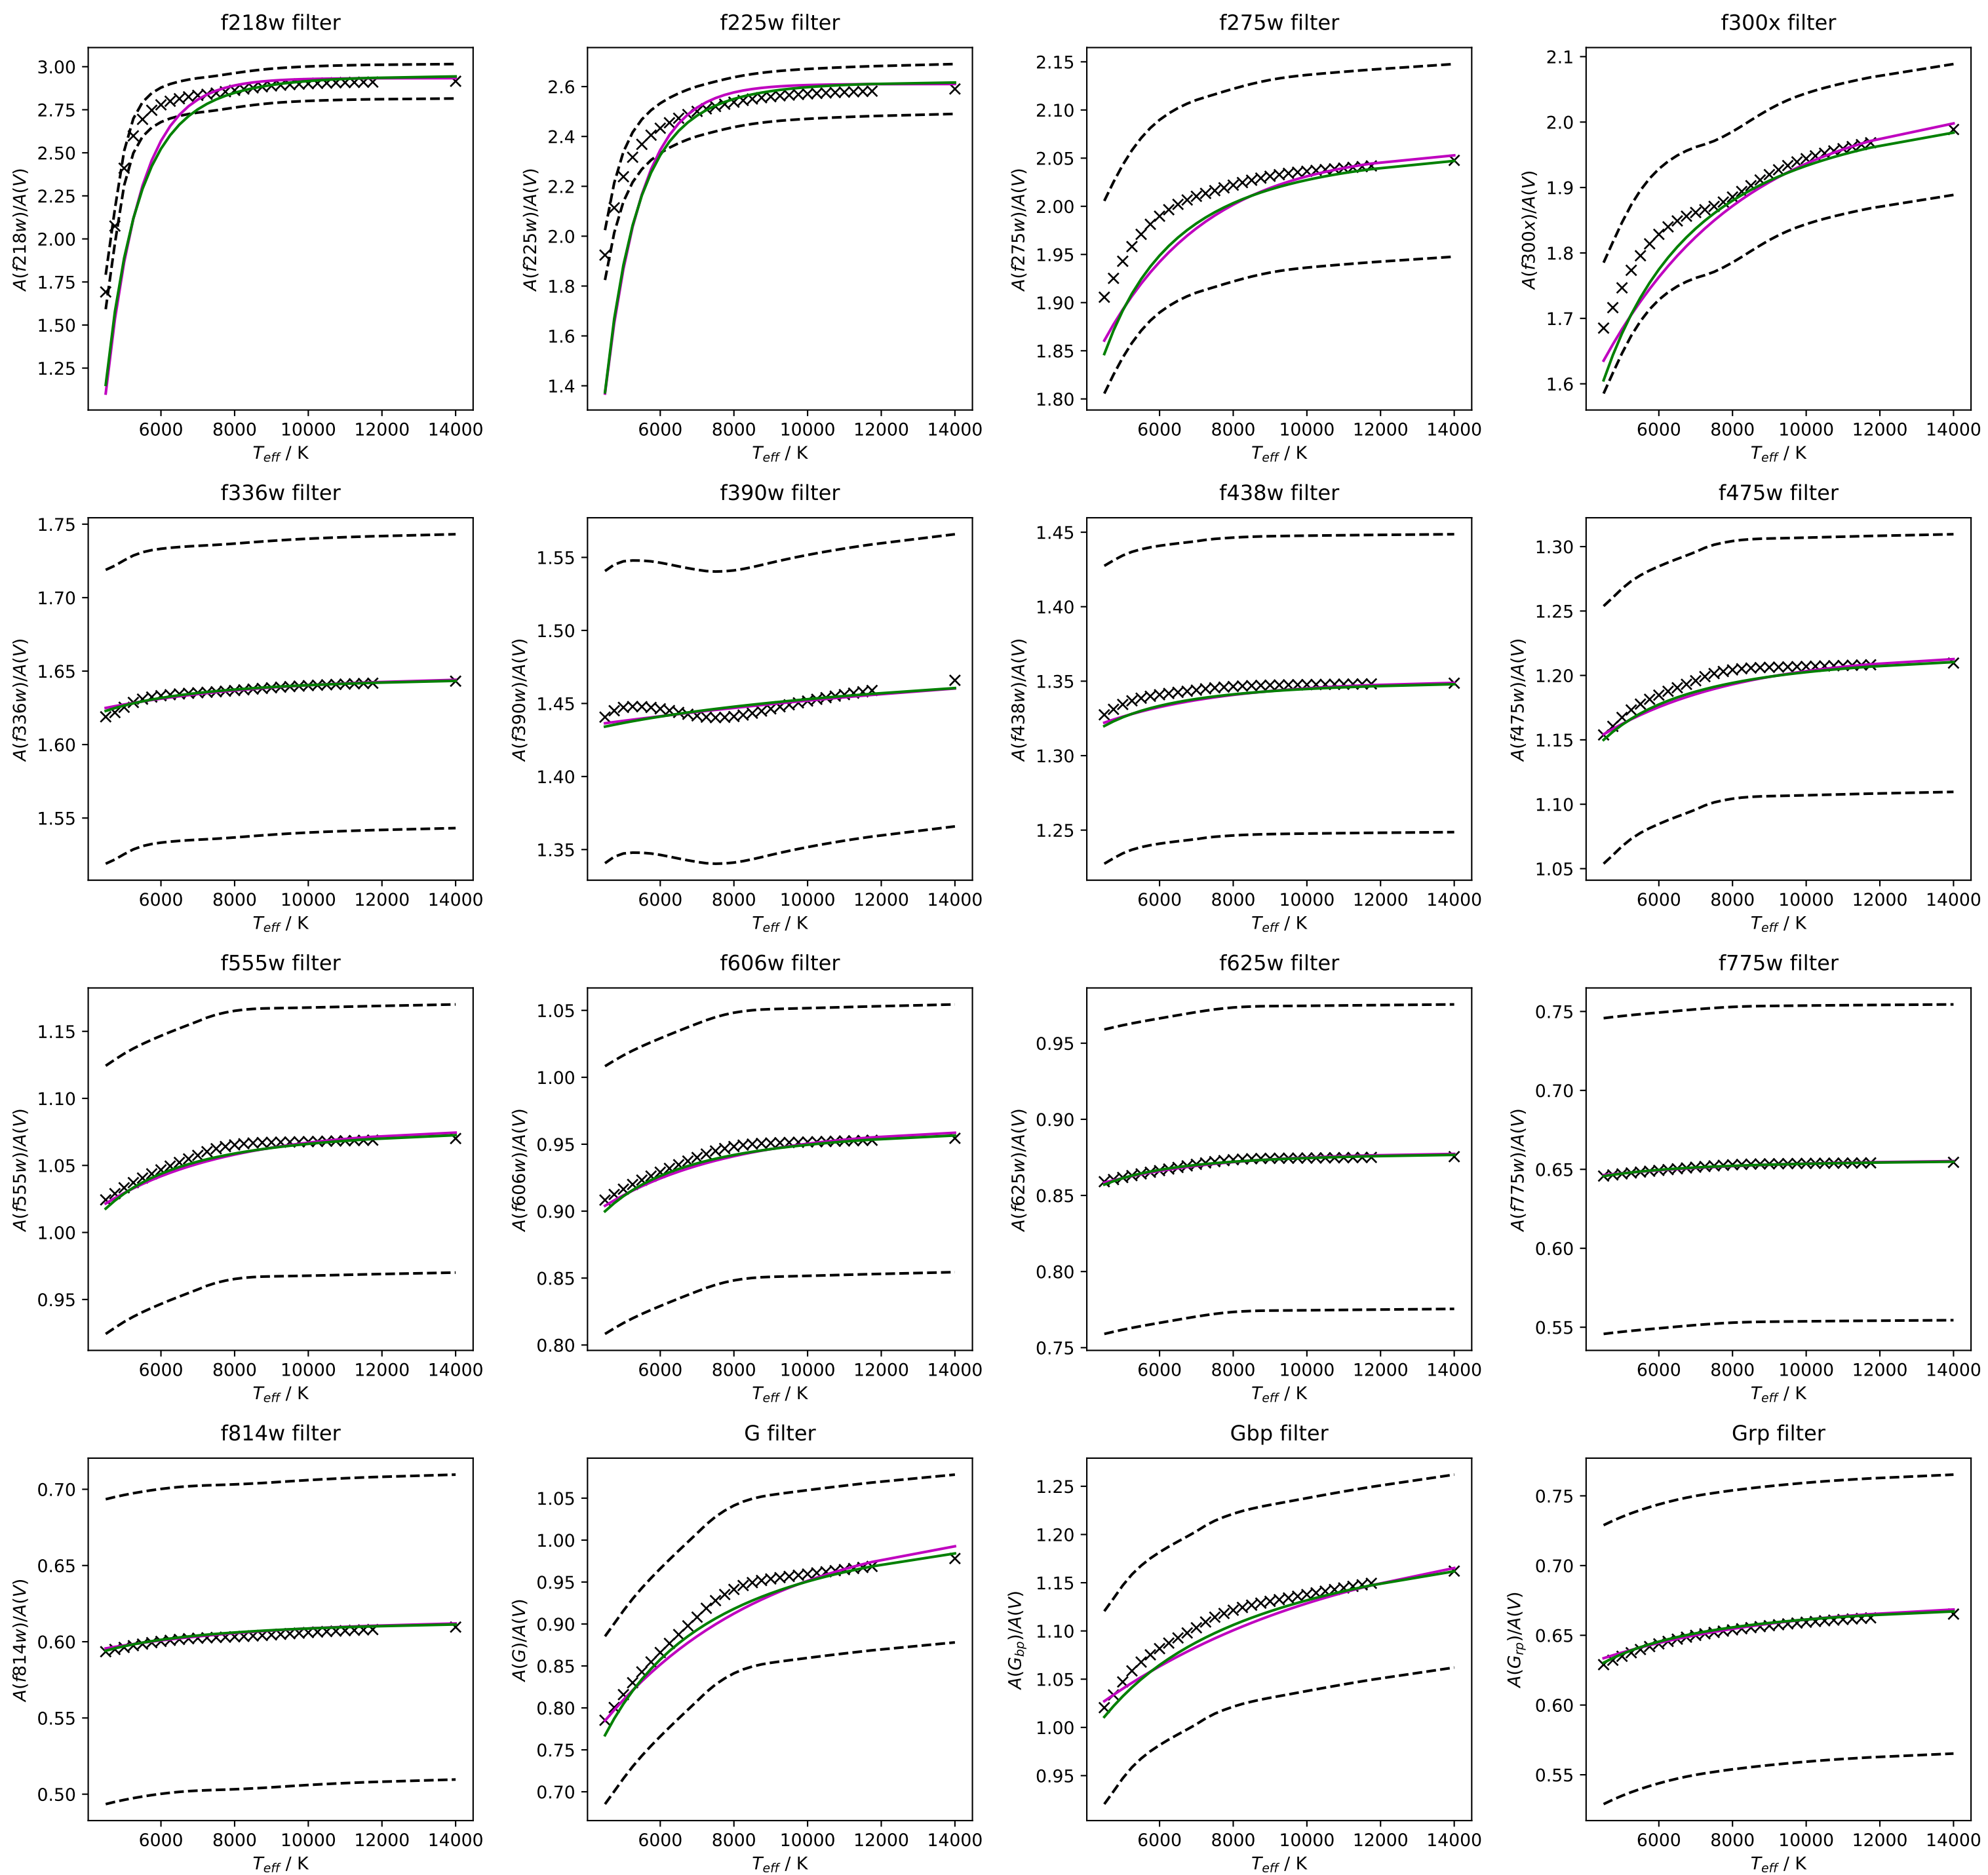 f218w filter
3.00
2.75
2.50
2.25
2.00
1.75
1.50
1.25
A(f218w)/A(V)
6000 8000 10000 12000 14000
T_eff / K
f225w filter
2.6
2.4
2.2
2.0
1.8
1.6
1.4
A(f225w)/A(V)
6000 8000 10000 12000 14000
T_eff / K
f275w filter
2.15
2.10
2.05
2.00
1.95
1.90
1.85
1.80
A(f275w)/A(V)
6000 8000 10000 12000 14000
T_eff / K
f300x filter
2.1
2.0
1.9
1.8
1.7
1.6
A(f300x)/A(V)
6000 8000 10000 12000 14000
T_eff / K
f336w filter
1.75
1.70
1.65
1.60
1.55
A(f336w)/A(V)
6000 8000 10000 12000 14000
T_eff / K
f390w filter
1.55
1.50
1.45
1.40
1.35
A(f390w)/A(V)
6000 8000 10000 12000 14000
T_eff / K
f438w filter
1.45
1.40
1.35
1.30
1.25
A(f438w)/A(V)
6000 8000 10000 12000 14000
T_eff / K
f475w filter
1.30
1.25
1.20
1.15
1.10
1.05
A(f475w)/A(V)
6000 8000 10000 12000 14000
T_eff / K
f555w filter
1.15
1.10
1.05
1.00
0.95
A(f555w)/A(V)
6000 8000 10000 12000 14000
T_eff / K
f606w filter
1.05
1.00
0.95
0.90
0.85
0.80
A(f606w)/A(V)
6000 8000 10000 12000 14000
T_eff / K
f625w filter
0.95
0.90
0.85
0.80
0.75
A(f625w)/A(V)
6000 8000 10000 12000 14000
T_eff / K
f775w filter
0.75
0.70
0.65
0.60
0.55
A(f775w)/A(V)
6000 8000 10000 12000 14000
T_eff / K
f814w filter
0.70
0.65
0.60
0.55
0.50
A(f814w)/A(V)
6000 8000 10000 12000 14000
T_eff / K
G filter
1.05
1.00
0.95
0.90
0.85
0.80
0.75
0.70
A(G)/A(V)
6000 8000 10000 12000 14000
T_eff / K
Gbp filter
1.25
1.20
1.15
1.10
1.05
1.00
0.95
A(G_bp)/A(V)
6000 8000 10000 12000 14000
T_eff / K
Grp filter
0.75
0.70
0.65
0.60
0.55
A(G_rp)/A(V)
6000 8000 10000 12000 14000
T_eff / K